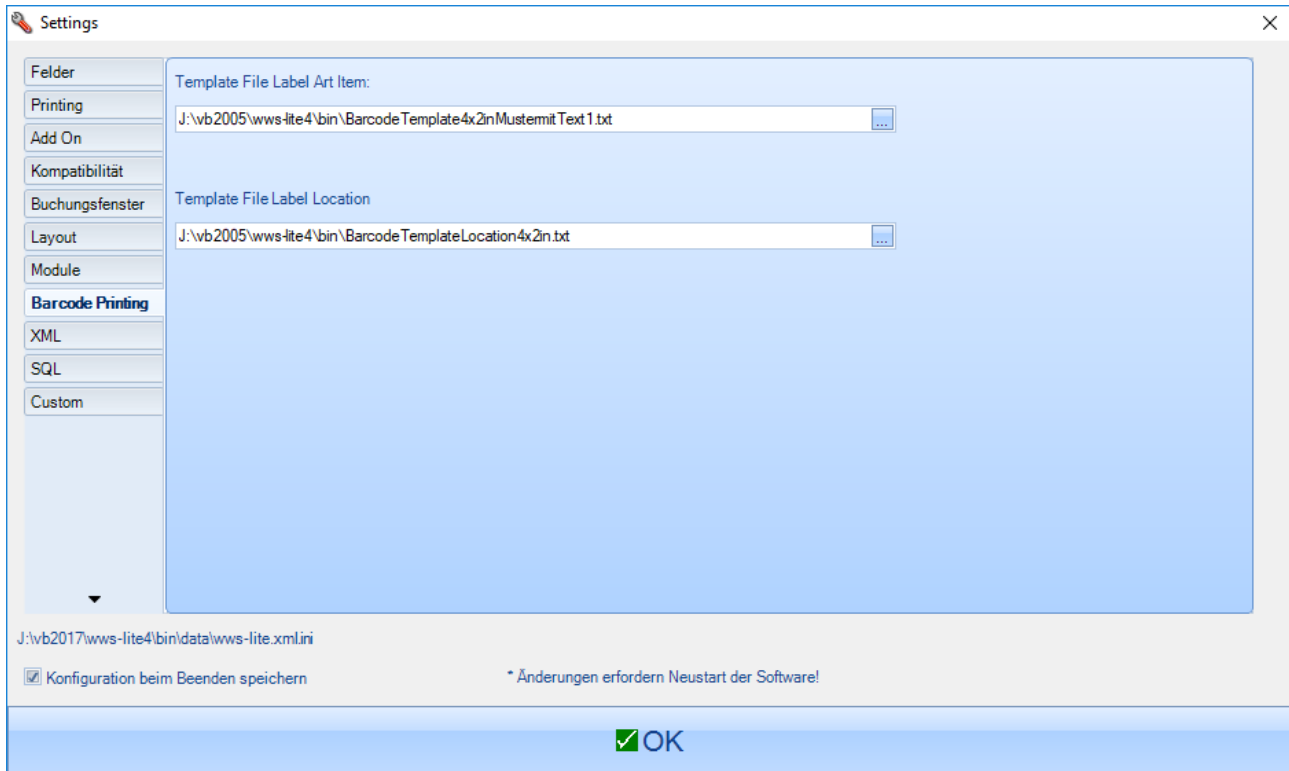 Settings
Felder
Printing
Add On
Kompatibilität
Buchungsfenster
Layout
Module
Barcode Printing
XML
SQL
Custom
Template File Label Art Item:
J:\vb2005\wws-lite4\bin\BarcodeTemplate4x2inMustermitText1.txt
...
Template File Label Location
J:\vb2005\wws-lite4\bin\BarcodeTemplateLocation4x2in.txt
...
J:\vb2017\wws-lite4\bin\data\wws-lite.xml.ini
Konfiguration beim Beenden speichern
* Änderungen erfordern Neustart der Software!
OK